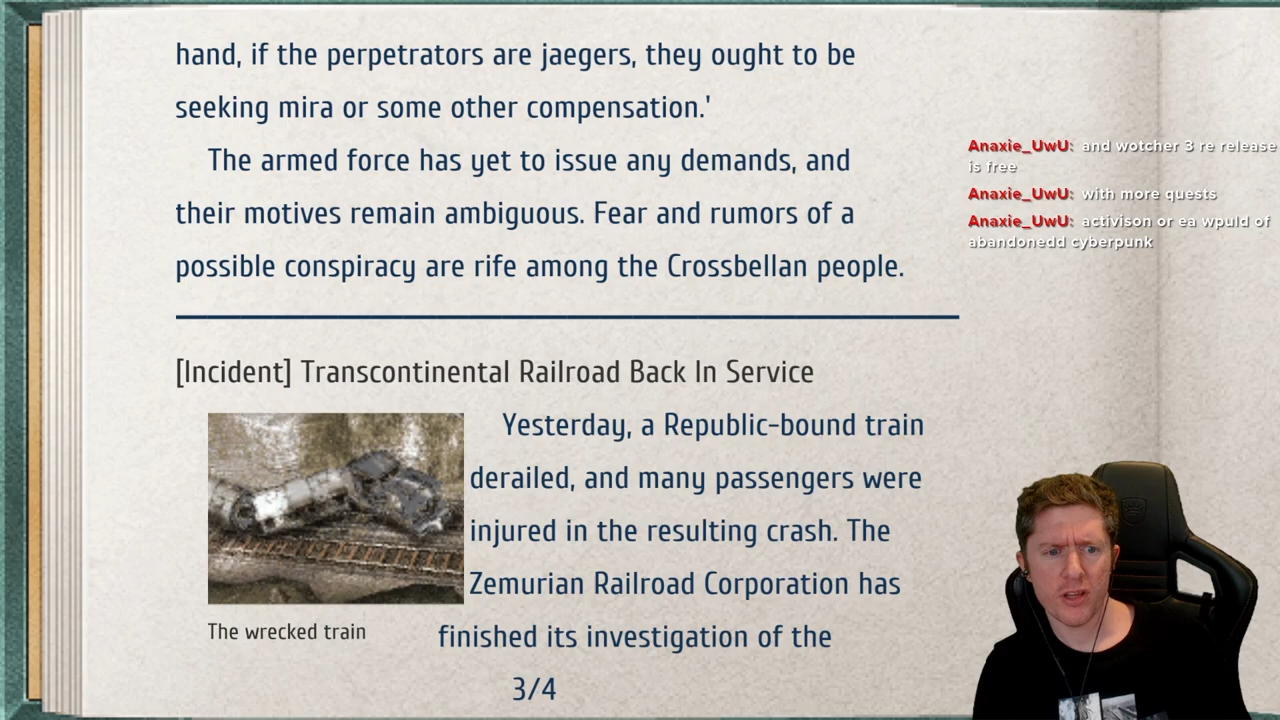 hand, if the perpetrators are jaegers, they ought to be
seeking mira or some other compensation.'
The armed force has yet to issue any demands, and
their motives remain ambiguous. Fear and rumors of a
possible conspiracy are rife among the Crossbellan people.
[Incident] Transcontinental Railroad Back In Service
Yesterday, a Republic-bound train
derailed, and many passengers were
injured in the resulting crash. The
Zemurian Railroad Corporation has
finished its investigation of the
The wrecked train
3/4
Anaxie_UwU: and wotcher 3 re release
is free
Anaxie_UwU: with more quests
Anaxie_UwU: activison or ea wpuld of
abandonedd cyberpunk